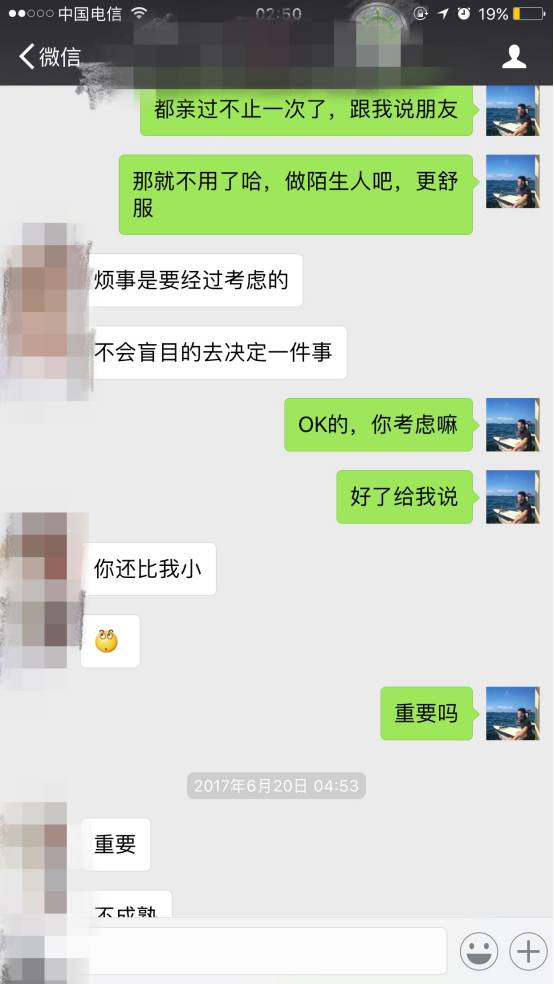 中国电信
02:50
19%
微信
都亲过不止一次了，跟我说朋友
那就不用了哈，做陌生人吧，更舒
服
烦事是要经过考虑的
不会盲目的去决定一件事
OK的，你考虑嘛
好了给我说
你还比我小
重要吗
2017年6月20日 04:53
重要
不成熟